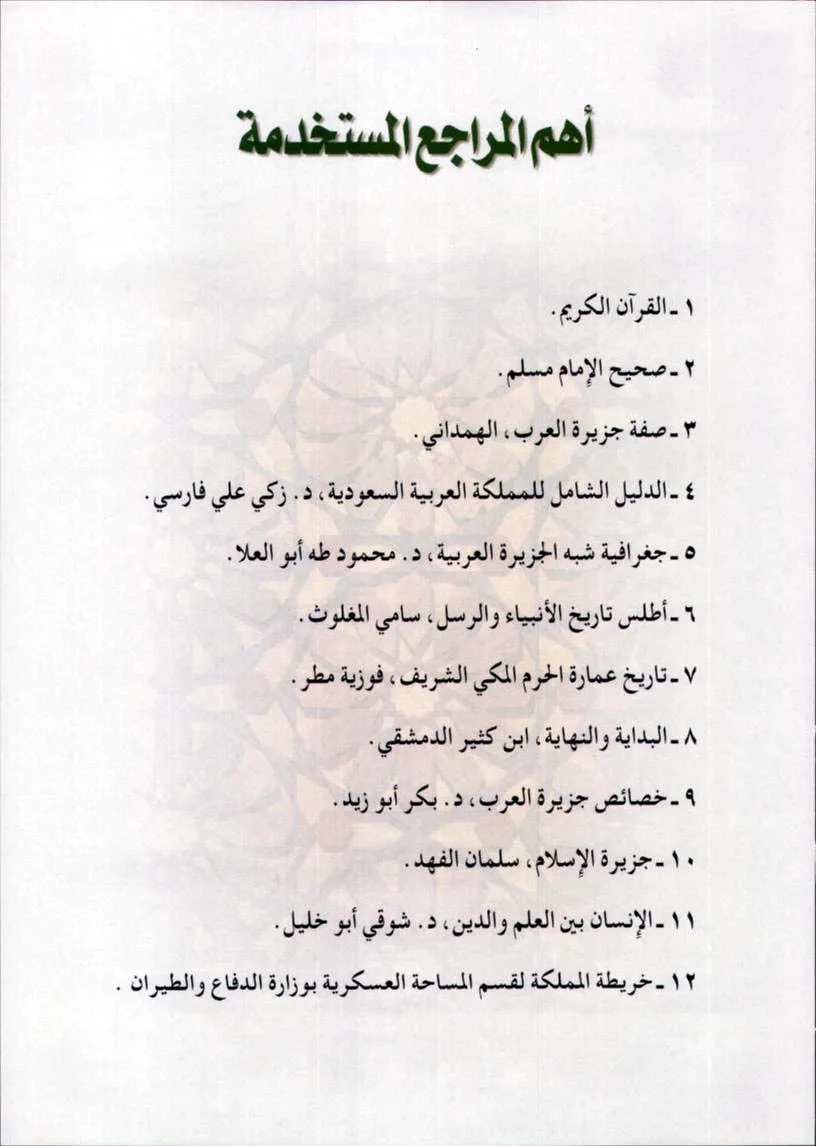 أهم المراجع المستخدمة
١ ـ القرآن الكريم.
٢ ـ صحيح الإمام مسلم.
٣ ـ صفة جزيرة العرب، الهمداني.
٤ ـ الدليل الشامل للمملكة العربية السعودية، د. زكي علي فارسي.
٥ ـ جغرافية شبه الجزيرة العربية، د. محمود طه أبو العلا.
٦ ـ أطلس تاريخ الأنبياء والرسل، سامي المغلوث.
٧ ـ تاريخ عمارة الحرم المكي الشريف، فوزية مطر.
٨ ـ البداية والنهاية، ابن كثير الدمشقي.
٩ ـ خصائص جزيرة العرب، د. بكر أبو زيد.
١٠ ـ جزيرة الإسلام، سلمان الفهد.
١١ ـ الإنسان بين العلم والدين، د. شوقي أبو خليل.
١٢ ـ خريطة المملكة لقسم المساحة العسكرية بوزارة الدفاع والطيران .